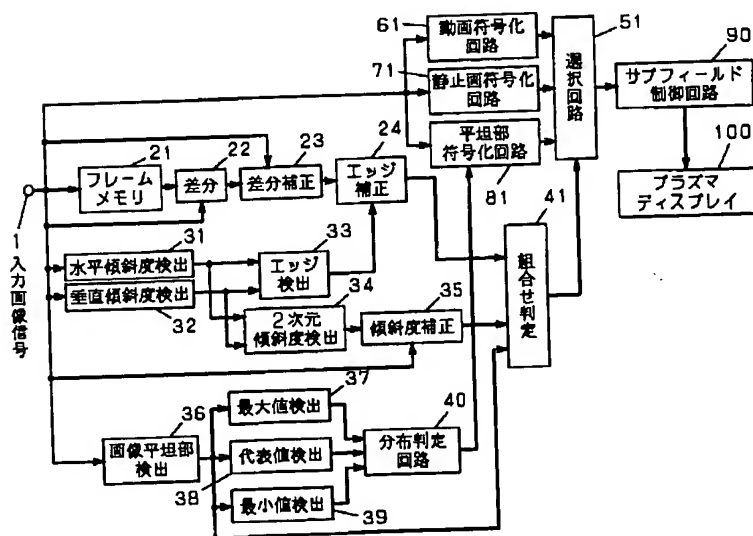 61
動画符号化
回路
51
71
静止画符号化
回路
選択回路
90
サブフィールド
制御回路
21
22
23
24
平坦部
符号化回路
81
100
プラズマ
ディスプレイ
フレーム
メモリ
差分
差分補正
エッジ
補正
41
1
入力画像信号
31
水平傾斜度検出
33
エッジ
検出
組合せ判定
垂直傾斜度検出
32
34
2次元
傾斜度検出
35
傾斜度補正
36
画像平坦部
検出
37
最大値検出
40
代表値検出
38
分布判定
回路
最小値検出
39